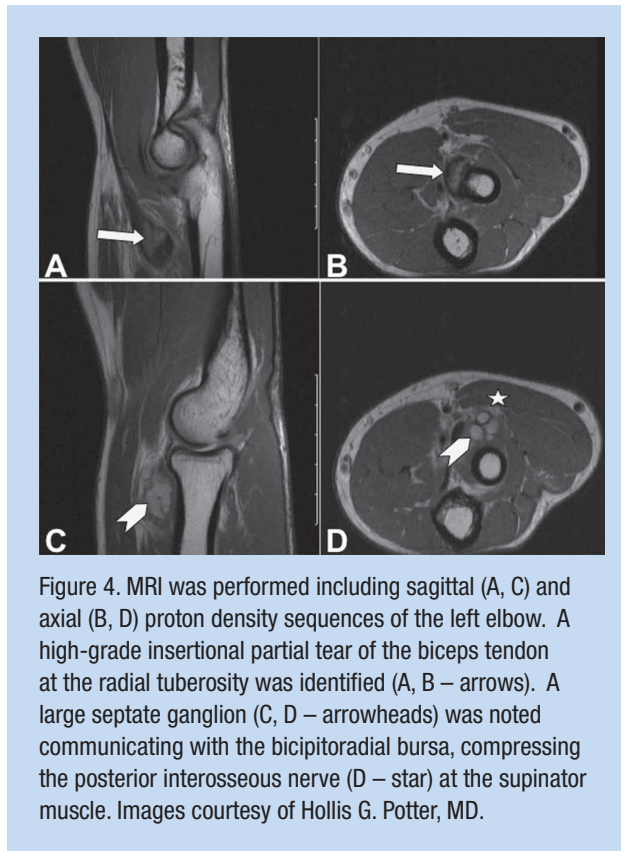 A
B
C
D
Figure 4. MRI was performed including sagittal (A, C) and
axial (B, D) proton density sequences of the left elbow. A
high-grade insertional partial tear of the biceps tendon
at the radial tuberosity was identified (A, B – arrows). A
large septate ganglion (C, D – arrowheads) was noted
communicating with the bicipitoradial bursa, compressing
the posterior interosseous nerve (D – star) at the supinator
muscle. Images courtesy of Hollis G. Potter, MD.